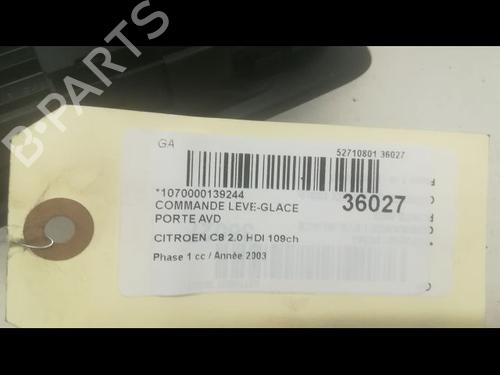 GA
52710801 36027
*1070000139244
COMMANDE LEVE-GLACE
PORTE AVD
36027
CITROEN C8 2.0 HDI 109ch
Phase 1 cc / Année 2003
B-PARTS